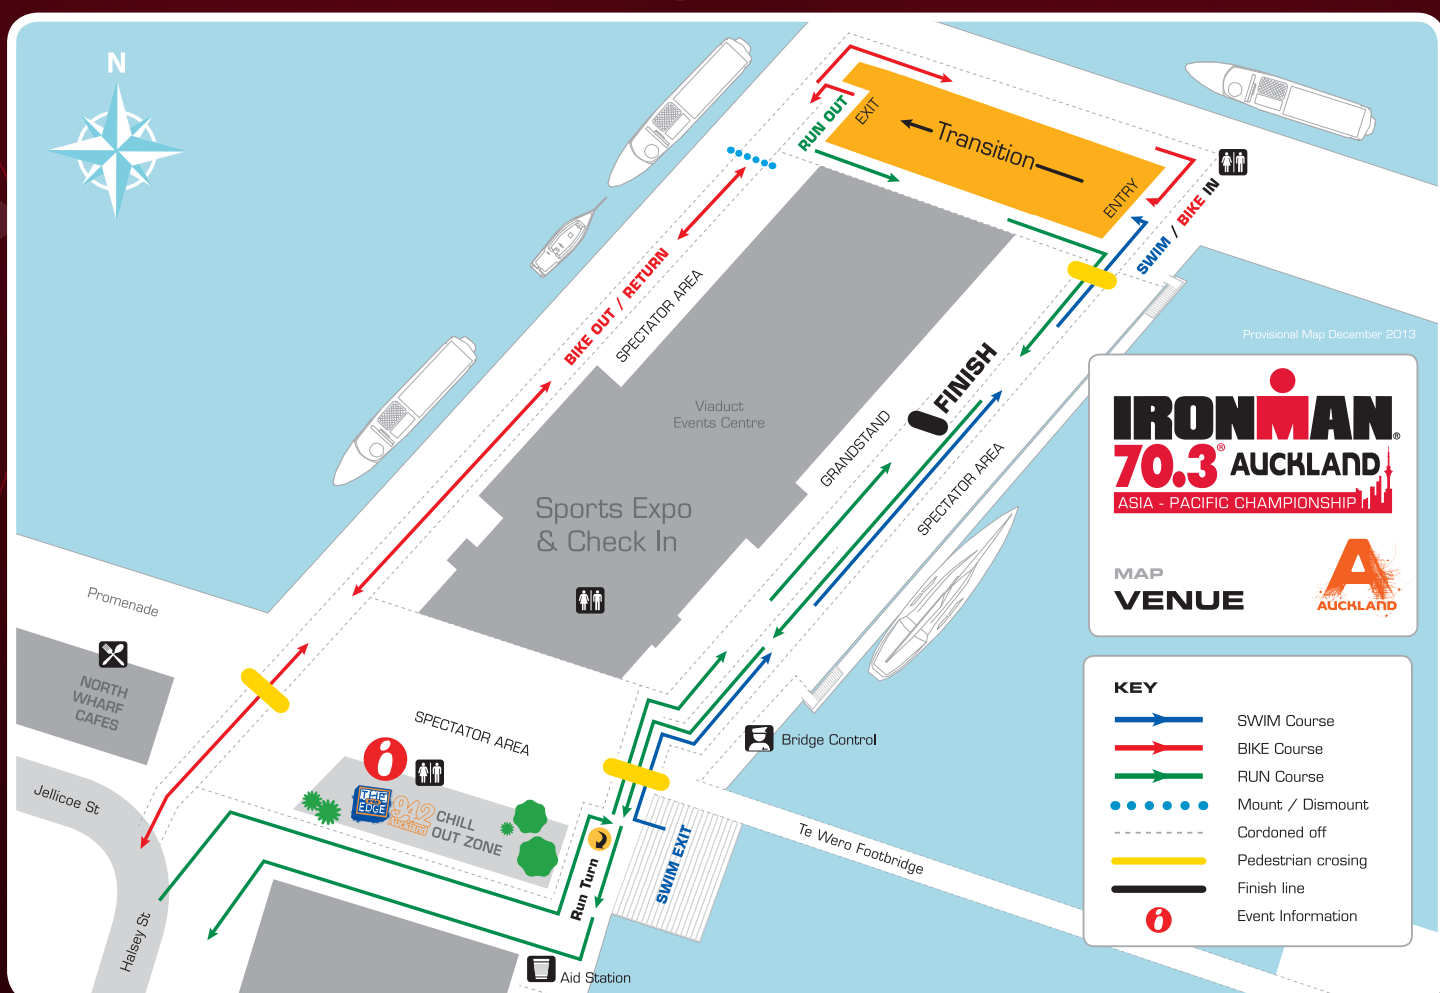 N
RUN OUT
EXIT
Transition
ENTRY
SWIM / BIKE IN
BIKE OUT / RETURN
SPECTATOR AREA
Provisional Map December 2013
FINISH
Viaduct
Events Centre
GRANDSTAND
SPECTATOR AREA
Sports Expo
& Check In
IRONMAN®
70.3® AUCKLAND
ASIA - PACIFIC CHAMPIONSHIP
MAP
VENUE
A
AUCKLAND
Promenade
NORTH
WHARF
CAFES
SPECTATOR AREA
Bridge Control
Jellicoe St
THE
EDGE
942
Auckland
CHILL
OUT ZONE
Te Wero Footbridge
Run Turn
SWIM EXIT
Halsey St
Aid Station
KEY
SWIM Course
BIKE Course
RUN Course
Mount / Dismount
Cordoned off
Pedestrian crosing
Finish line
i
Event Information